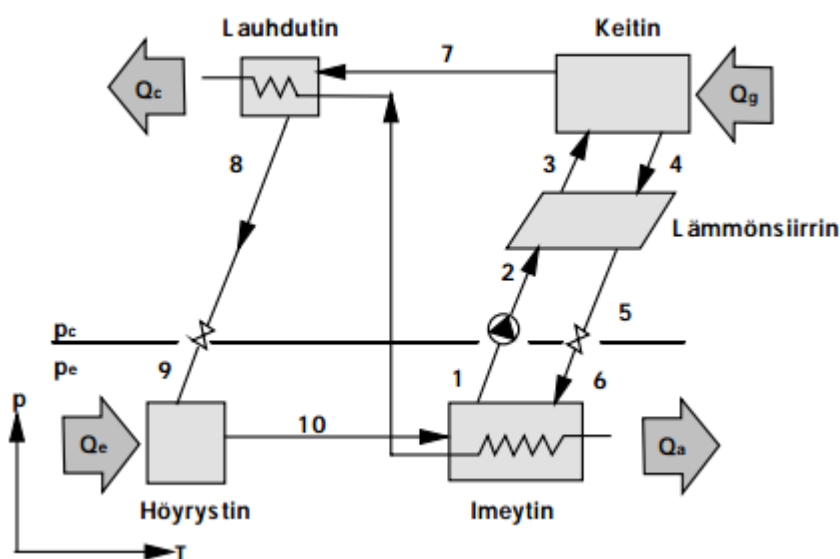 Lauhdutin
Keitin
7
Qc
Qg
8
3
4
Lämmönsiirrin
2
5
pc
pe
9
1
6
p
10
Qe
Qa
Höyrystin
Imeytin
T